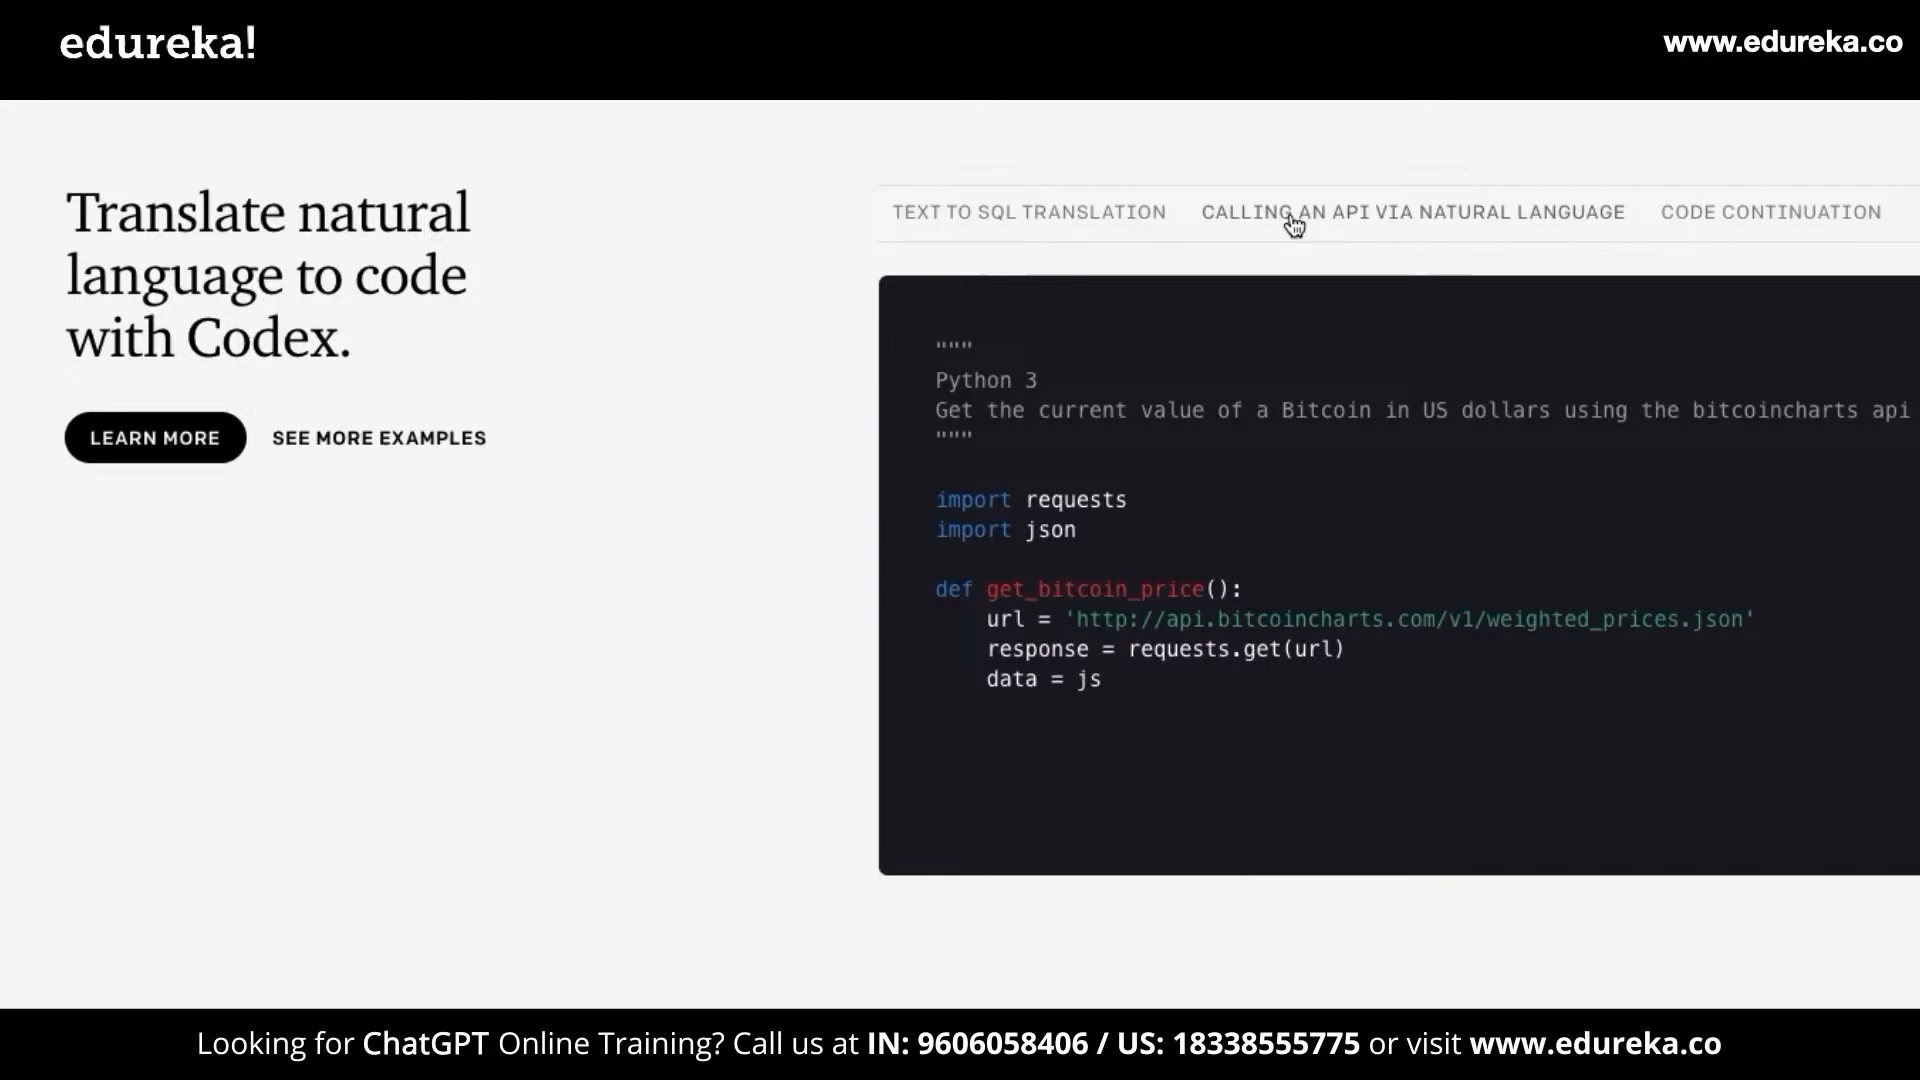 edureka!
www.edureka.co
Translate natural
language to code
with Codex.
LEARN MORE
SEE MORE EXAMPLES
TEXT TO SQL TRANSLATION
CALLING AN API VIA NATURAL LANGUAGE
CODE CONTINUATION
"""
Python 3
Get the current value of a Bitcoin in US dollars using the bitcoincharts api
"""
import requests
import json
def get_bitcoin_price():
url = 'http://api.bitcoincharts.com/v1/weighted_prices.json'
response = requests.get(url)
data = js
Looking for ChatGPT Online Training? Call us at IN: 9606058406 / US: 18338555775 or visit www.edureka.co